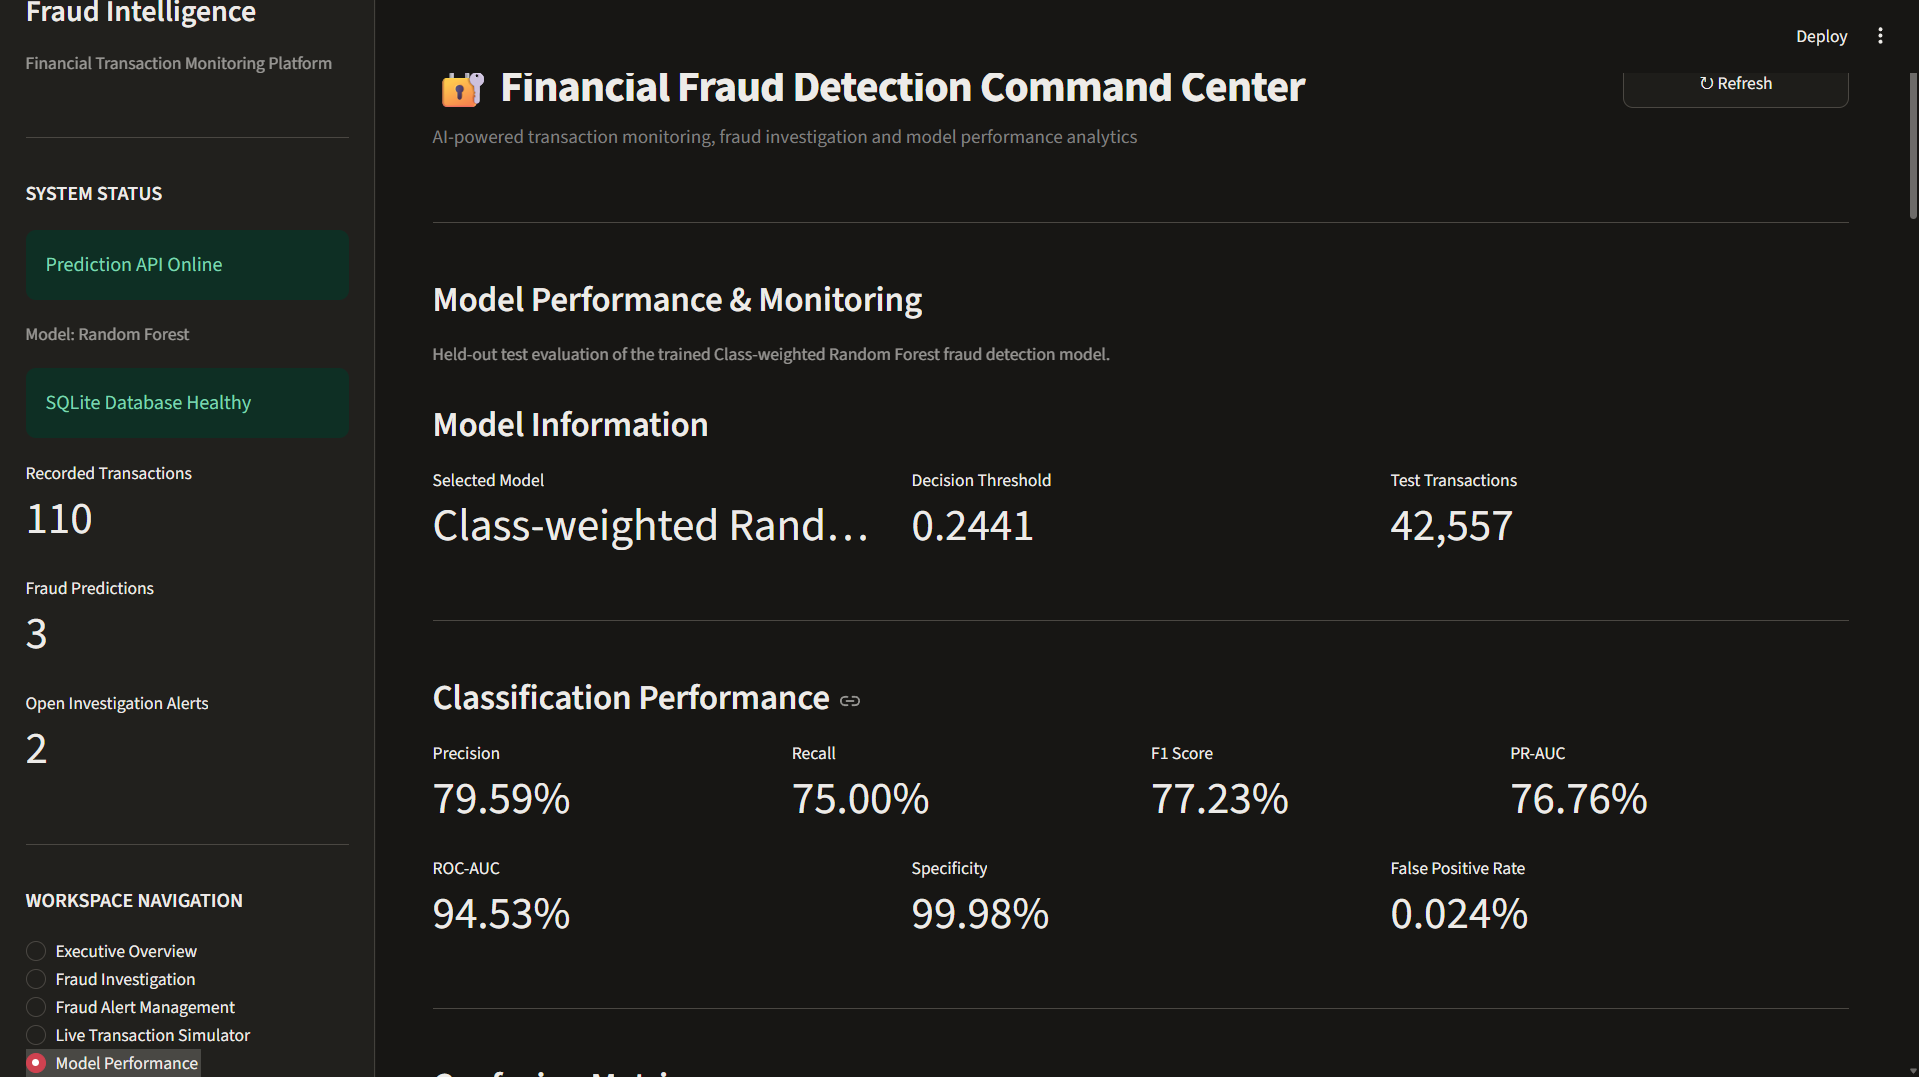 Fraud Intelligence
Financial Transaction Monitoring Platform
SYSTEM STATUS
Prediction API Online
Model: Random Forest
SQLite Database Healthy
Recorded Transactions
110
Fraud Predictions
3
Open Investigation Alerts
2
WORKSPACE NAVIGATION
Executive Overview
Fraud Investigation
Fraud Alert Management
Live Transaction Simulator
Model Performance
Deploy
Financial Fraud Detection Command Center
↻ Refresh
AI-powered transaction monitoring, fraud investigation and model performance analytics
Model Performance & Monitoring
Held-out test evaluation of the trained Class-weighted Random Forest fraud detection model.
Model Information
Selected Model
Class-weighted Rand…
Decision Threshold
0.2441
Test Transactions
42,557
Classification Performance
Precision
79.59%
Recall
75.00%
F1 Score
77.23%
PR-AUC
76.76%
ROC-AUC
94.53%
Specificity
99.98%
False Positive Rate
0.024%